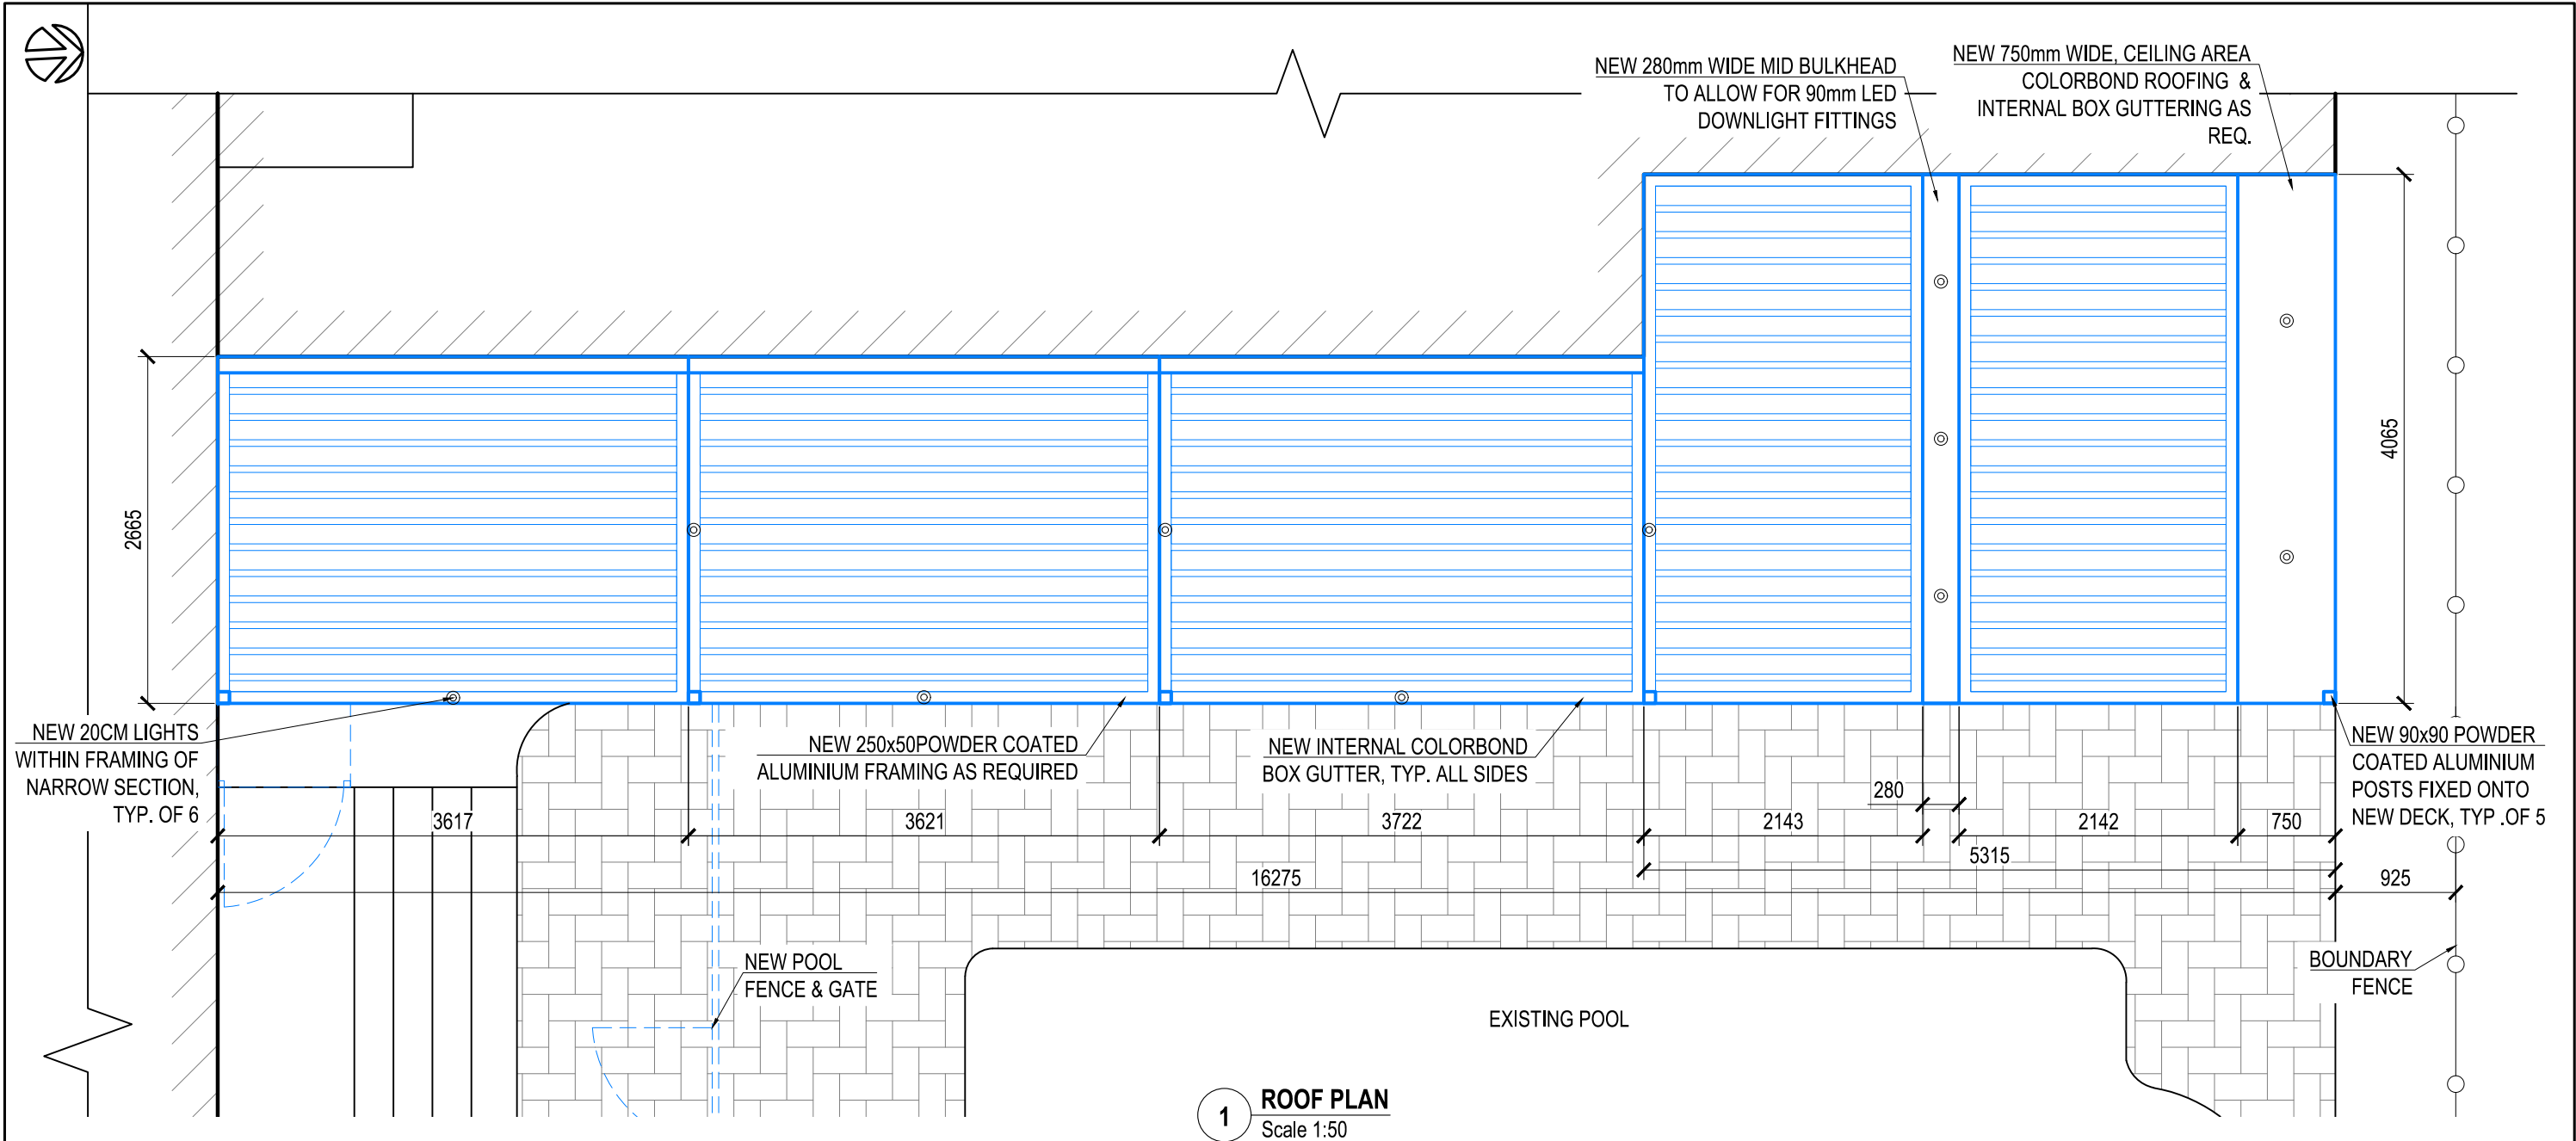 NEW 280mm WIDE MID BULKHEAD
TO ALLOW FOR 90mm LED
DOWNLIGHT FITTINGS
NEW 750mm WIDE, CEILING AREA
COLORBOND ROOFING &
INTERNAL BOX GUTTERING AS
REQ.
2665
4065
NEW 20CM LIGHTS
WITHIN FRAMING OF
NARROW SECTION,
TYP. OF 6
NEW 250x50POWDER COATED
ALUMINIUM FRAMING AS REQUIRED
NEW INTERNAL COLORBOND
BOX GUTTER, TYP. ALL SIDES
NEW 90x90 POWDER
COATED ALUMINIUM
POSTS FIXED ONTO
NEW DECK, TYP .OF 5
280
3617
3621
3722
2143
2142
750
5315
16275
925
NEW POOL
FENCE & GATE
BOUNDARY
FENCE
EXISTING POOL
1
ROOF PLAN
Scale 1:50